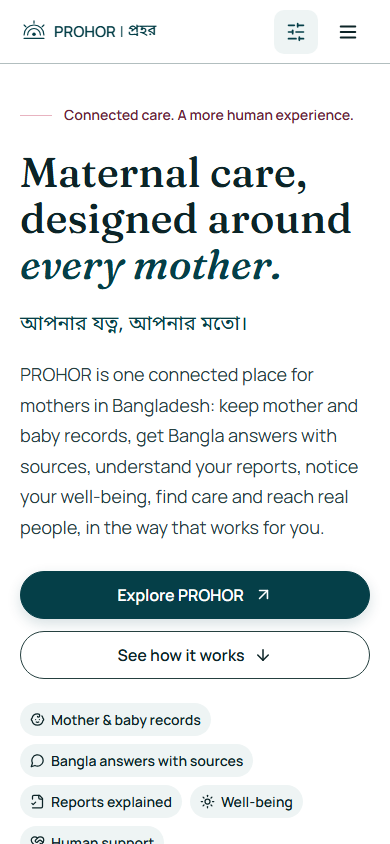 PROHOR | প্রহর
Connected care. A more human experience.
Maternal care,
designed around
every mother.
আপনার যত্ন, আপনার মতো।
PROHOR is one connected place for
mothers in Bangladesh: keep mother and
baby records, get Bangla answers with
sources, understand your reports, notice
your well-being, find care and reach real
people, in the way that works for you.
Explore PROHOR
See how it works
Mother & baby records
Bangla answers with sources
Reports explained
Well-being
Human support